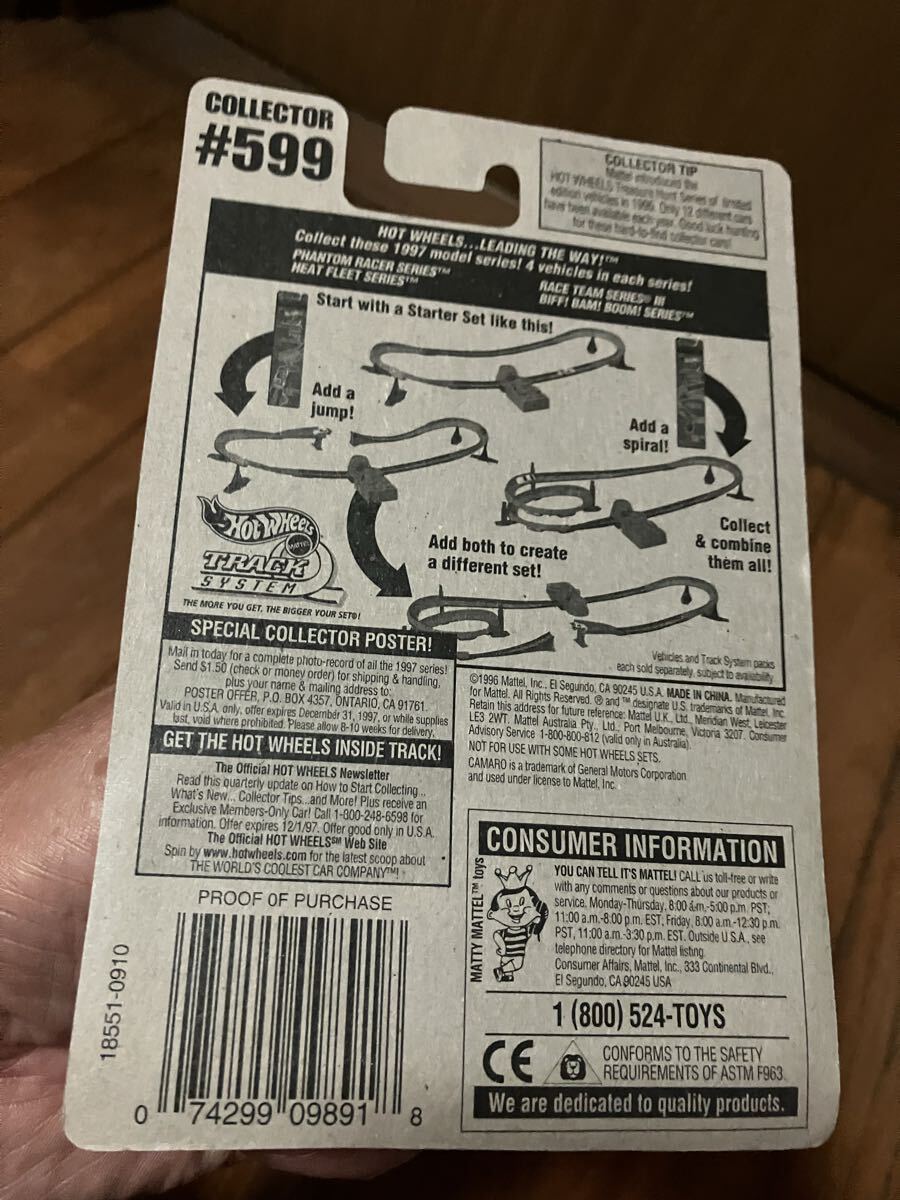 COLLECTOR
#599
COLLECTOR TIP
Mattel introduced the
HOT WHEELS Treasure Hunt Series of limited
edition vehicles in 1995. Only 12 different cars
have been available each year. Good luck hunting
for these hard-to-find collector cars!
HOT WHEELS...LEADING THE WAY!™
Collect these 1997 model series! 4 vehicles in each series!
PHANTOM RACER SERIES™
HEAT FLEET SERIES™
RACE TEAM SERIES® III
BIFF! BAM! BOOM! SERIES™
Start with a Starter Set like this!
Add a
jump!
Add a
spiral!
Add both to create
a different set!
Collect
& combine
them all!
HOT WHEELS
MATTEL
TRACK
SYSTEM
THE MORE YOU GET, THE BIGGER YOUR SET®!
Vehicles and Track System packs
each sold separately, subject to availability.
SPECIAL COLLECTOR POSTER!
Mail in today for a complete photo-record of all the 1997 series!
Send $1.50 (check or money order) for shipping & handling,
plus your name & mailing address to:
POSTER OFFER, P.O. BOX 4357, ONTARIO, CA 91761.
Valid in U.S.A. only, offer expires December 31, 1997, or while supplies
last, void where prohibited. Please allow 8-10 weeks for delivery.
GET THE HOT WHEELS INSIDE TRACK!
The Official HOT WHEELS Newsletter
Read this quarterly update on How to Start Collecting...
What's New... Collector Tips...and More! Plus receive an
Exclusive Members-Only Car! Call 1-800-248-6598 for
information. Offer expires 12/1/97. Offer good only in U.S.A.
The Official HOT WHEELS℠ Web Site
Spin by www.hotwheels.com for the latest scoop about
THE WORLD'S COOLEST CAR COMPANY™!
©1996 Mattel, Inc., El Segundo, CA 90245 U.S.A. MADE IN CHINA. Manufactured
for Mattel. All Rights Reserved. ® and ™ designate U.S. trademarks of Mattel, Inc.
Retain this address for future reference: Mattel U.K., Ltd., Meridian West, Leicester
LE3 2WT. Mattel Australia Pty., Ltd., Port Melbourne, Victoria 3207. Consumer
Advisory Service 1-800-800-812 (valid only in Australia).
NOT FOR USE WITH SOME HOT WHEELS SETS.
CAMARO is a trademark of General Motors Corporation
and used under license to Mattel, Inc.
PROOF OF PURCHASE
18551-0910
0 74299 09891 8
CONSUMER INFORMATION
MATTY MATTEL™ toys
YOU CAN TELL IT'S MATTEL! CALL us toll-free or write
with any comments or questions about our products or
service. Monday-Thursday, 8:00 a.m.-5:00 p.m. PST;
11:00 a.m.-8:00 p.m. EST; Friday, 8:00 a.m.-12:30 p.m.
PST, 11:00 a.m.-3:30 p.m. EST. Outside U.S.A., see
telephone directory for Mattel listing.
Consumer Affairs, Mattel, Inc., 333 Continental Blvd.,
El Segundo, CA 90245 USA
1 (800) 524-TOYS
CE
CONFORMS TO THE SAFETY
REQUIREMENTS OF ASTM F963
We are dedicated to quality products.